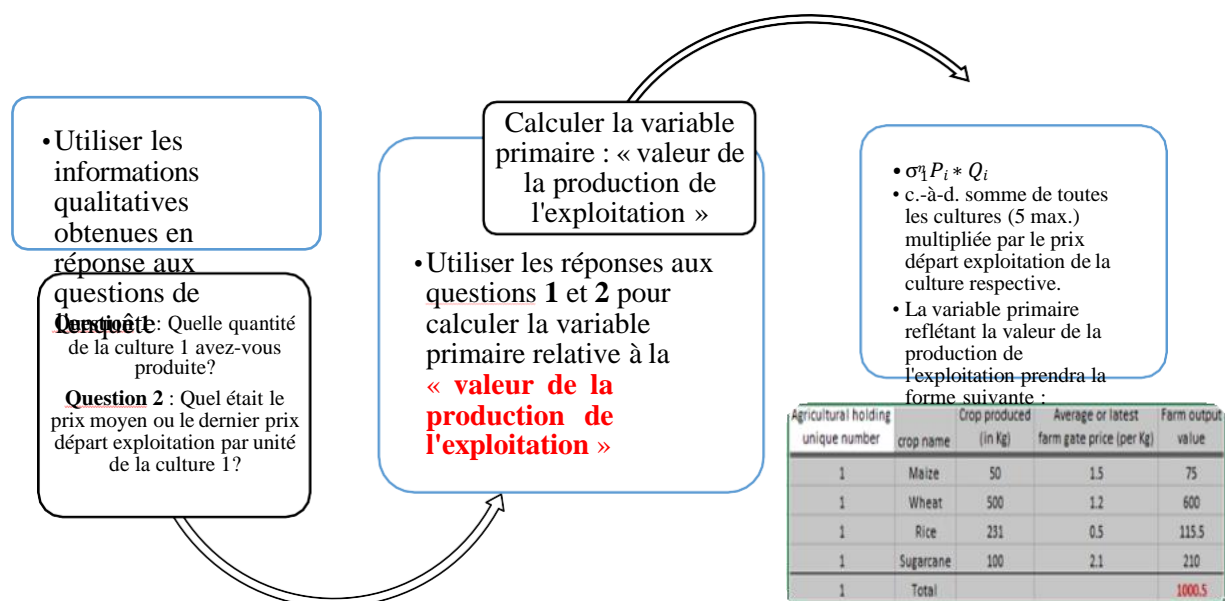 •Utiliser les
informations
qualitatives
obtenues en
réponse aux
questions de
l'enquête
Question 1 : Quelle quantité
de la culture 1 avez-vous
produite?
Question 2 : Quel était le
prix moyen ou le dernier prix
départ exploitation par unité
de la culture 1?
Calculer la variable
primaire : « valeur de
la production de
l'exploitation »
•Utiliser les réponses aux
questions 1 et 2 pour
calculer la variable
primaire relative à la
« valeur de la
production de
l'exploitation »
• σ₁ⁿ Pᵢ ∗ Qᵢ
• c.-à-d. somme de toutes
les cultures (5 max.)
multipliée par le prix
départ exploitation de la
culture respective.
• La variable primaire
reflétant la valeur de la
production de
l'exploitation prendra la
forme suivante :
Agricultural holding unique number crop name Crop produced (in Kg) Average or latest farm gate price (per Kg) Farm output value
1 Maize 50 1.5 75
1 Wheat 500 1.2 600
1 Rice 231 0.5 115.5
1 Sugarcane 100 2.1 210
1 Total 1000.5